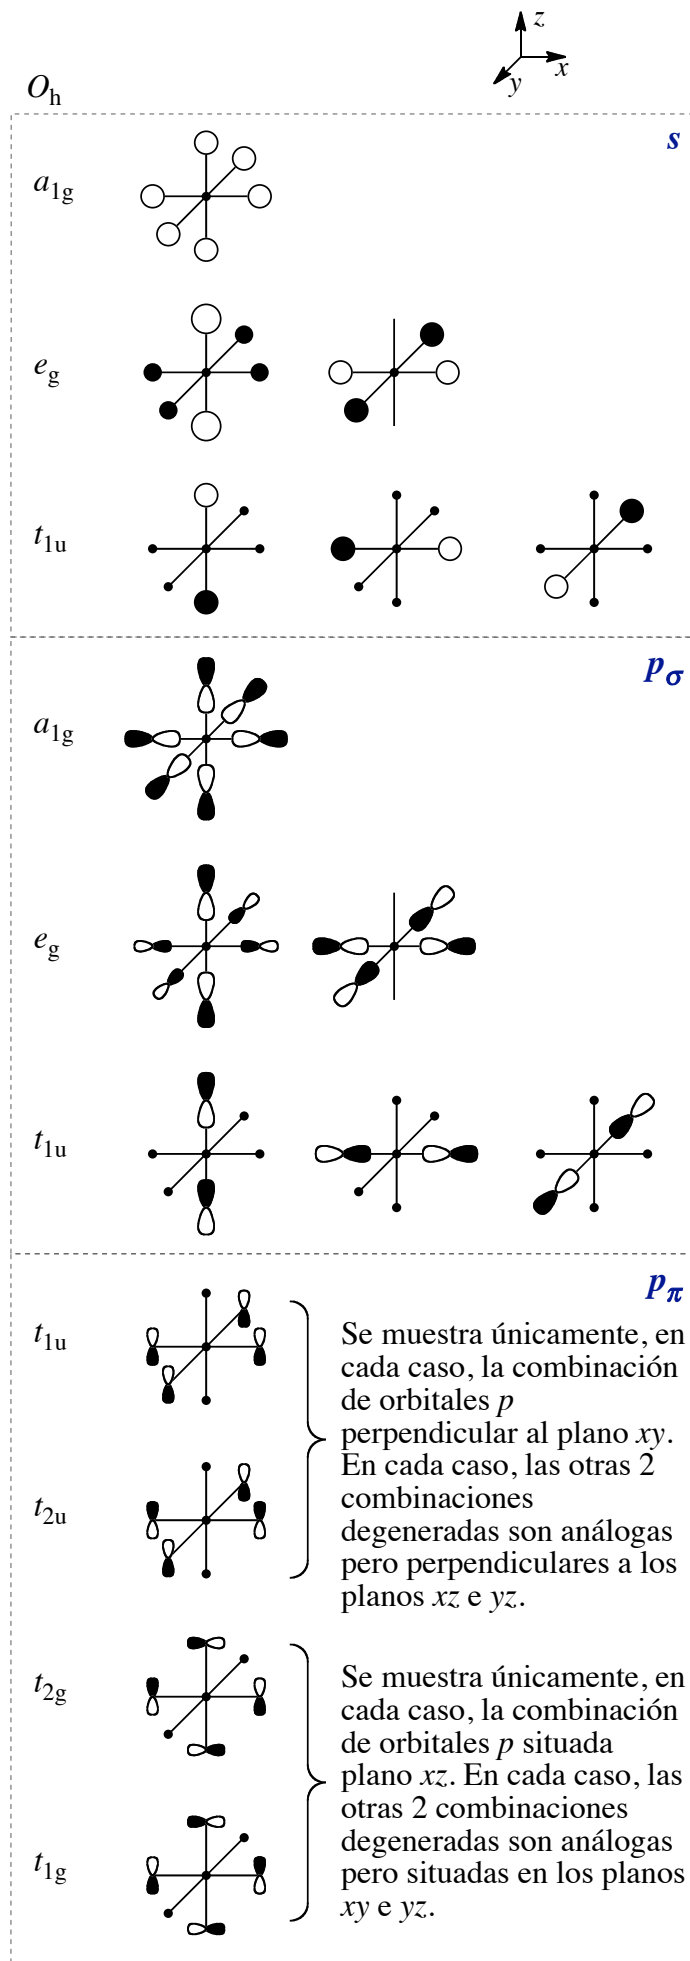 z
x
y
Oh
s
a1g
eg
t1u
pσ
a1g
eg
t1u
pπ
t1u
t2u
Se muestra únicamente, en
cada caso, la combinación
de orbitales p
perpendicular al plano xy.
En cada caso, las otras 2
combinaciones
degeneradas son análogas
pero perpendiculares a los
planos xz e yz.
t2g
t1g
Se muestra únicamente, en
cada caso, la combinación
de orbitales p situada
plano xz. En cada caso, las
otras 2 combinaciones
degeneradas son análogas
pero situadas en los planos
xy e yz.